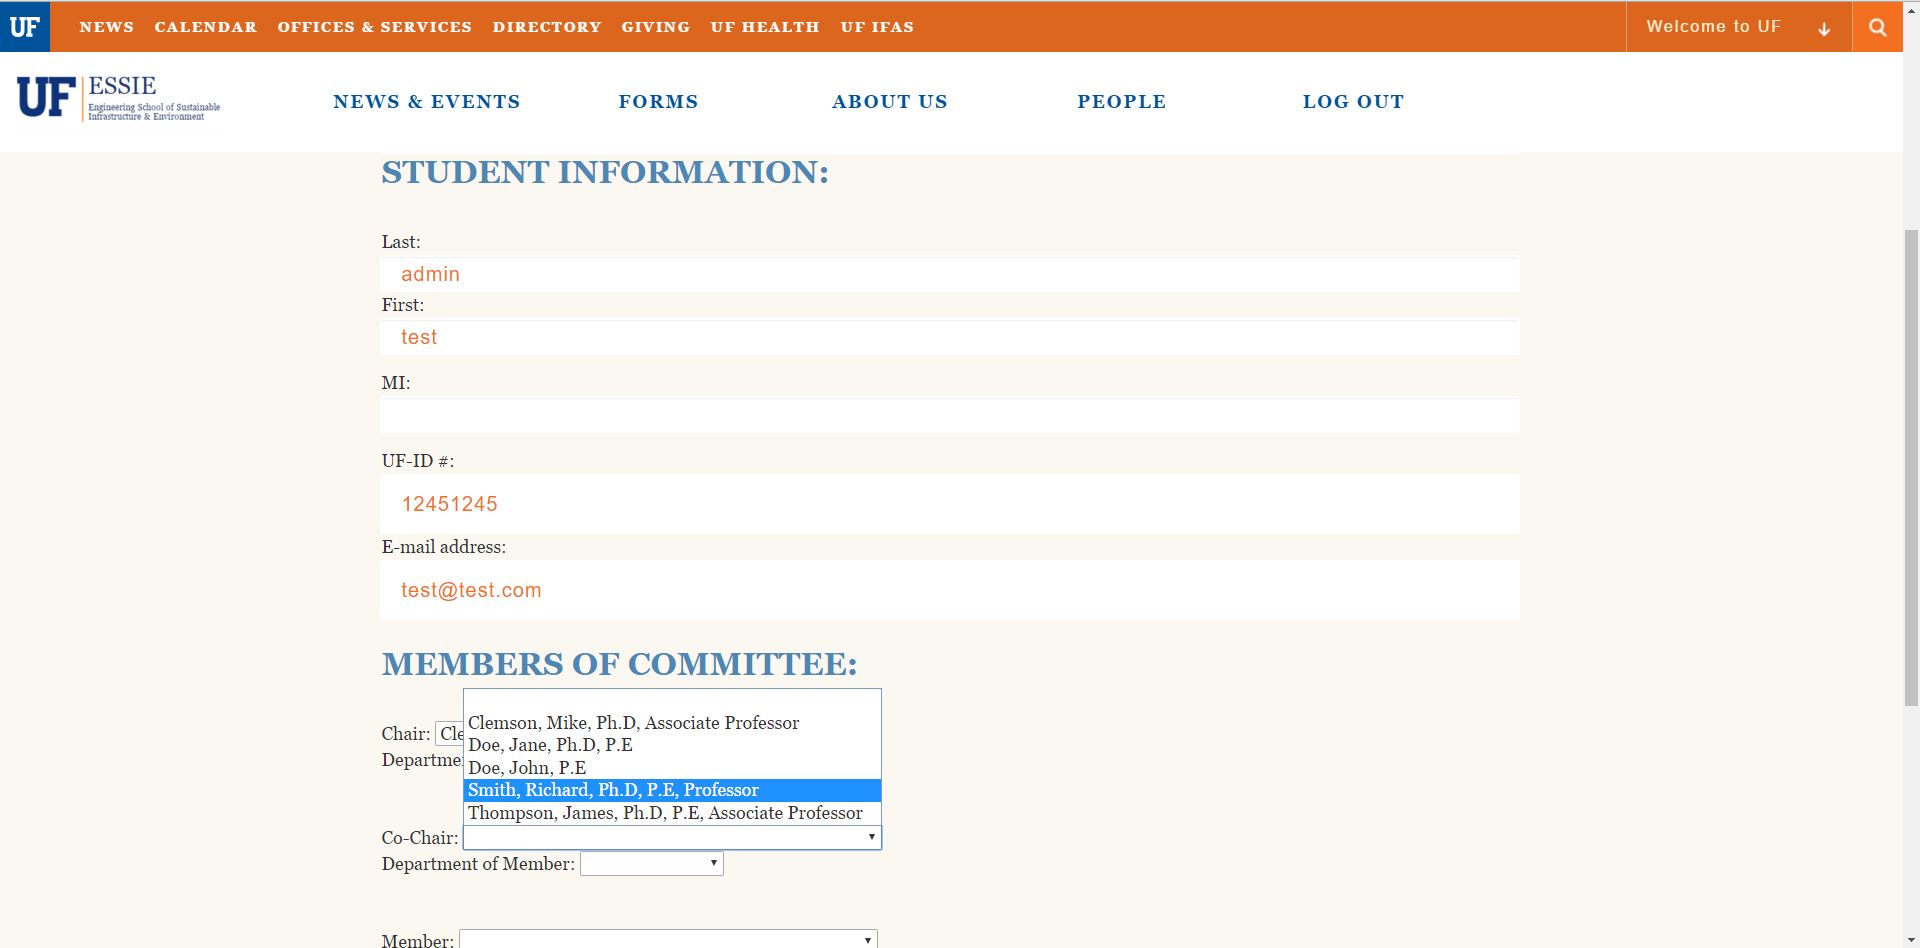 UF NEWS CALENDAR OFFICES & SERVICES DIRECTORY GIVING UF HEALTH UF IFAS Welcome to UF
UF ESSIE
Engineering School of Sustainable
Infrastructure & Environment
NEWS & EVENTS FORMS ABOUT US PEOPLE LOG OUT
STUDENT INFORMATION:
Last:
admin
First:
test
MI:
UF-ID #:
12451245
E-mail address:
test@test.com
MEMBERS OF COMMITTEE:
Clemson, Mike, Ph.D, Associate Professor
Chair: Cle
Doe, Jane, Ph.D, P.E
Departme
Doe, John, P.E
Smith, Richard, Ph.D, P.E, Professor
Thompson, James, Ph.D, P.E, Associate Professor
Co-Chair:
Department of Member:
Member: